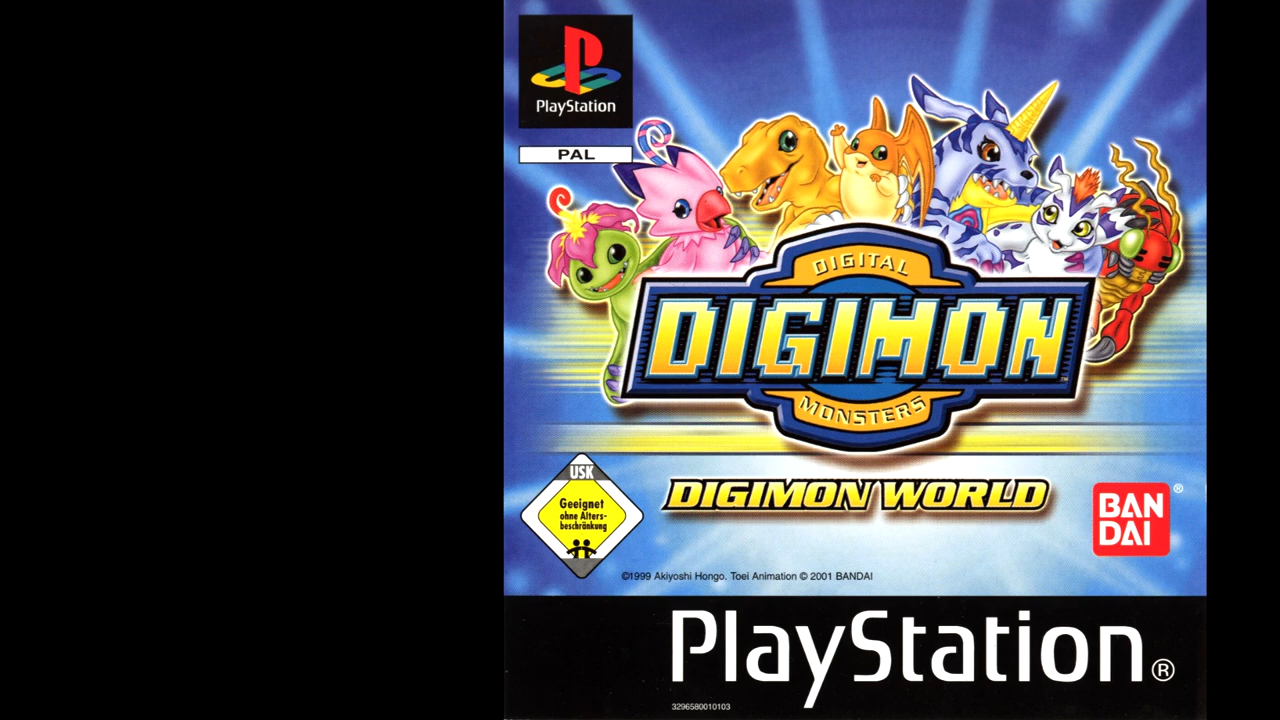 PlayStation
PAL
DIGITAL
DIGIMON
™
MONSTERS
USK
Geeignet
ohne Alters-
beschränkung
DIGIMON WORLD
BAN
DAI
®
©1999 Akiyoshi Hongo, Toei Animation © 2001 BANDAI
PlayStation®
3296580010103